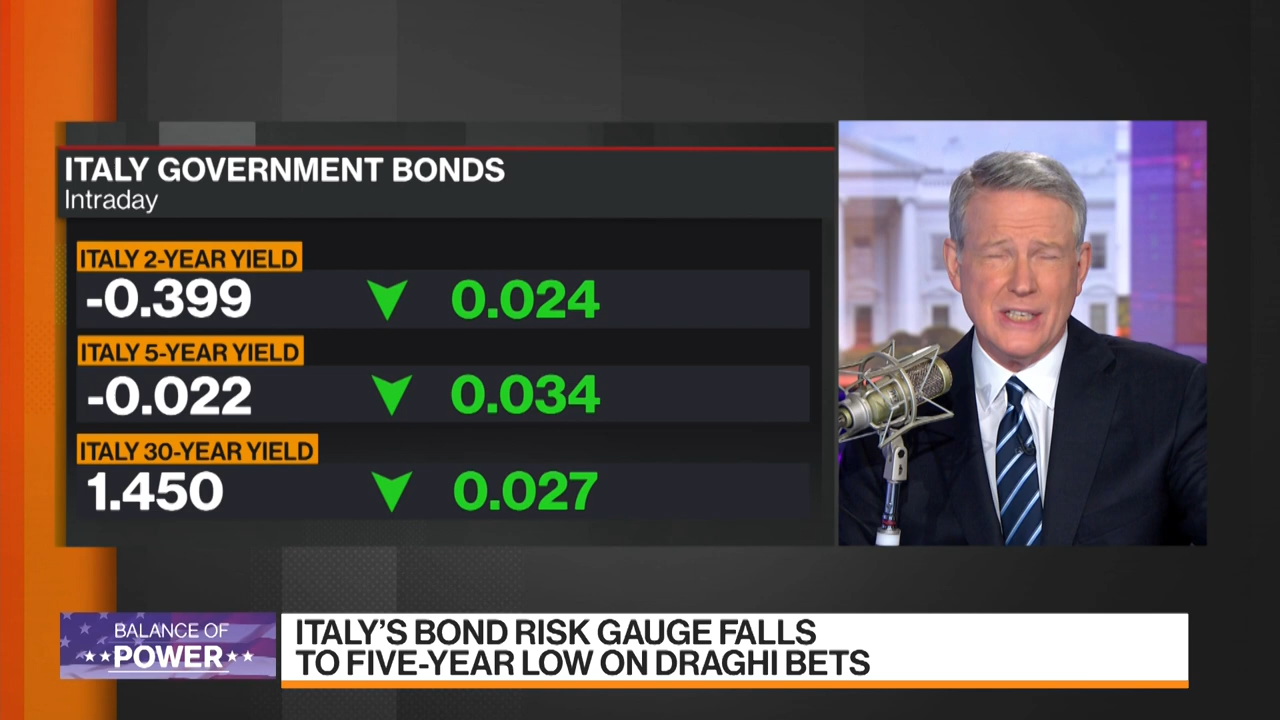 ITALY GOVERNMENT BONDS
Intraday
ITALY 2-YEAR YIELD
-0.399 ▼ 0.024
ITALY 5-YEAR YIELD
-0.022 ▼ 0.034
ITALY 30-YEAR YIELD
1.450 ▼ 0.027
BALANCE OF
POWER
ITALY'S BOND RISK GAUGE FALLS
TO FIVE-YEAR LOW ON DRAGHI BETS